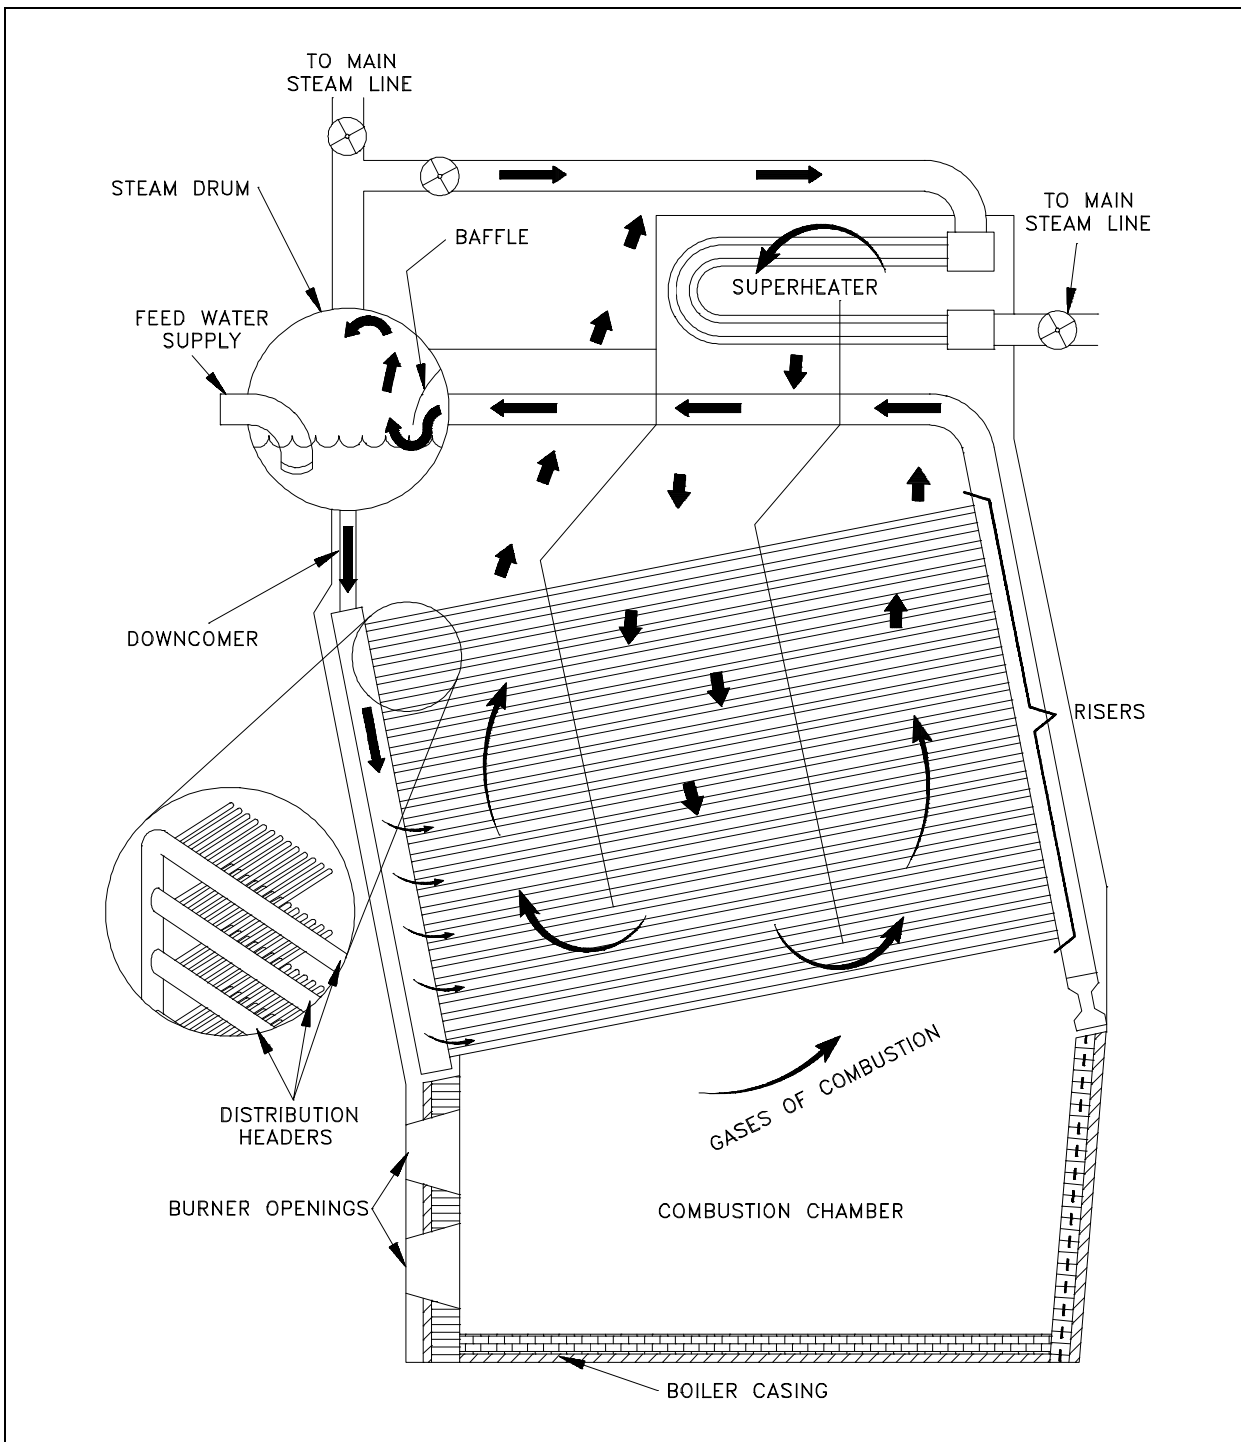 TO MAIN
STEAM LINE
STEAM DRUM
BAFFLE
TO MAIN
STEAM LINE
SUPERHEATER
FEED WATER
SUPPLY
DOWNCOMER
RISERS
GASES OF COMBUSTION
DISTRIBUTION
HEADERS
BURNER OPENINGS
COMBUSTION CHAMBER
BOILER CASING